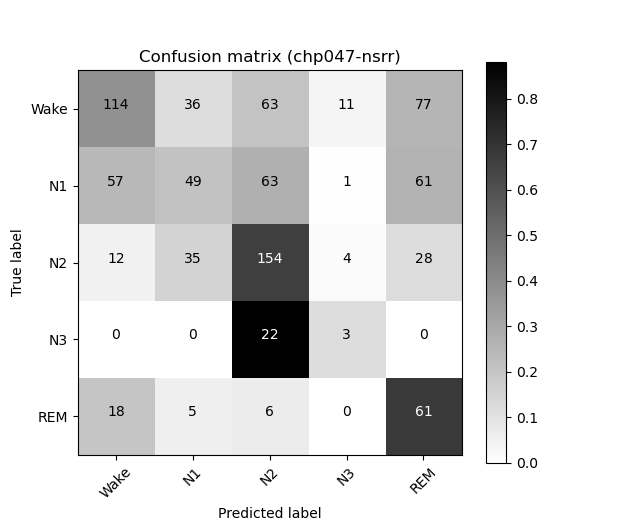 Confusion matrix (chp047-nsrr)
Wake 114 36 63 11 77
N1 57 49 63 1 61
N2 12 35 154 4 28
N3 0 0 22 3 0
REM 18 5 6 0 61
Wake N1 N2 N3 REM
True label
Predicted label
0.8
0.7
0.6
0.5
0.4
0.3
0.2
0.1
0.0